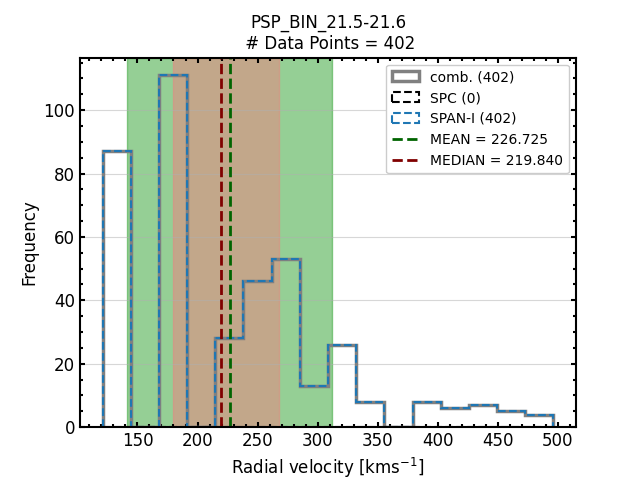 PSP_BIN_21.5-21.6
# Data Points = 402
comb. (402)
SPC (0)
SPAN-I (402)
MEAN = 226.725
MEDIAN = 219.840
Frequency
100
80
60
40
20
0
150 200 250 300 350 400 450 500
Radial velocity [kms⁻¹]